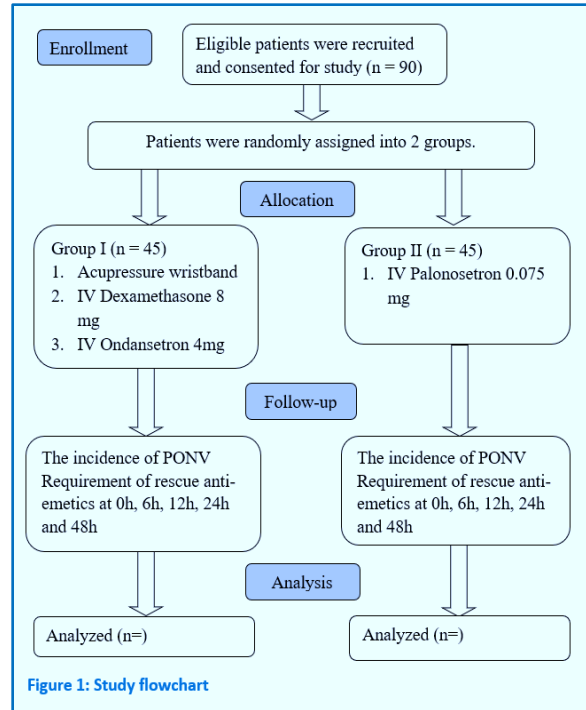 Enrollment
Eligible patients were recruited
and consented for study (n = 90)
Patients were randomly assigned into 2 groups.
Allocation
Group I (n = 45)
1. Acupressure wristband
2. IV Dexamethasone 8
mg
3. IV Ondansetron 4mg
Group II (n = 45)
1. IV Palonosetron 0.075
mg
Follow-up
The incidence of PONV
Requirement of rescue anti-
emetics at 0h, 6h, 12h, 24h
and 48h
The incidence of PONV
Requirement of rescue anti-
emetics at 0h, 6h, 12h, 24h
and 48h
Analysis
Analyzed (n=)
Analyzed (n=)
Figure 1: Study flowchart